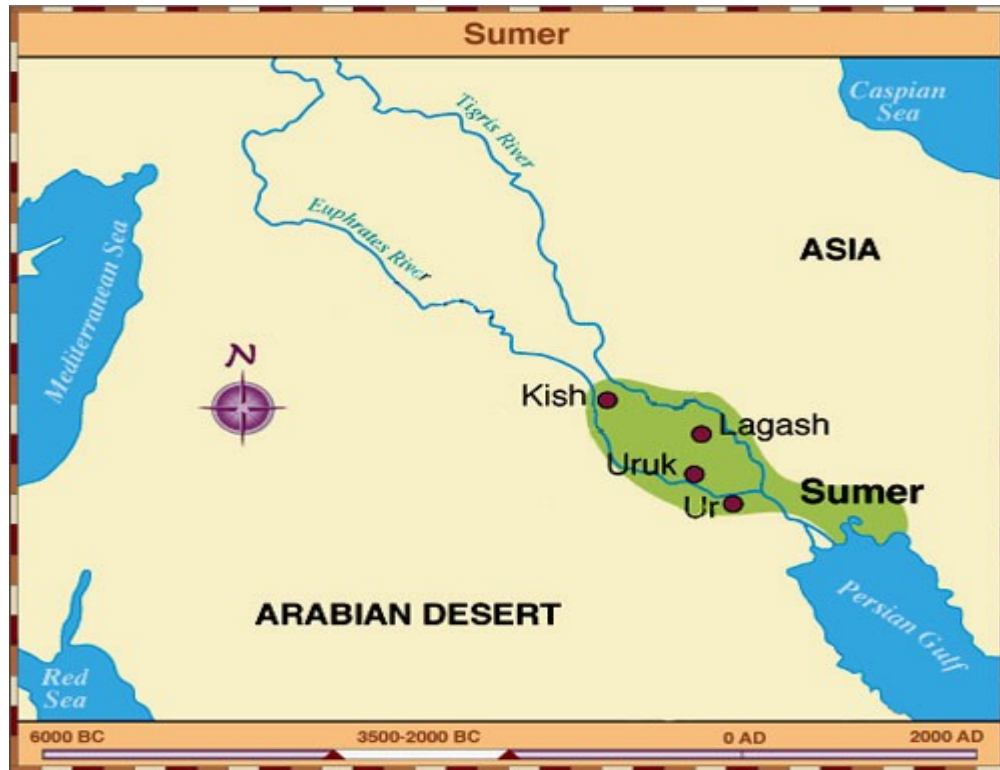 Sumer
Caspian
Sea
Tigris River
Euphrates River
Mediterranean Sea
ASIA
N
Kish
Lagash
Uruk
Sumer
Ur
Persian Gulf
ARABIAN DESERT
Red
Sea
6000 BC 3500-2000 BC 0 AD 2000 AD